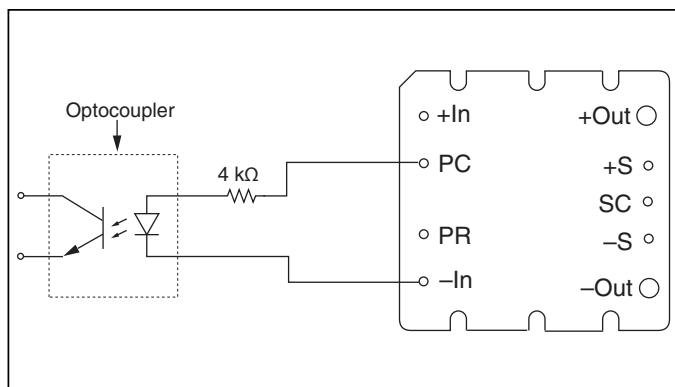 Optocoupler
4 kΩ
+In
PC
PR
–In
+Out
+S
SC
–S
–Out